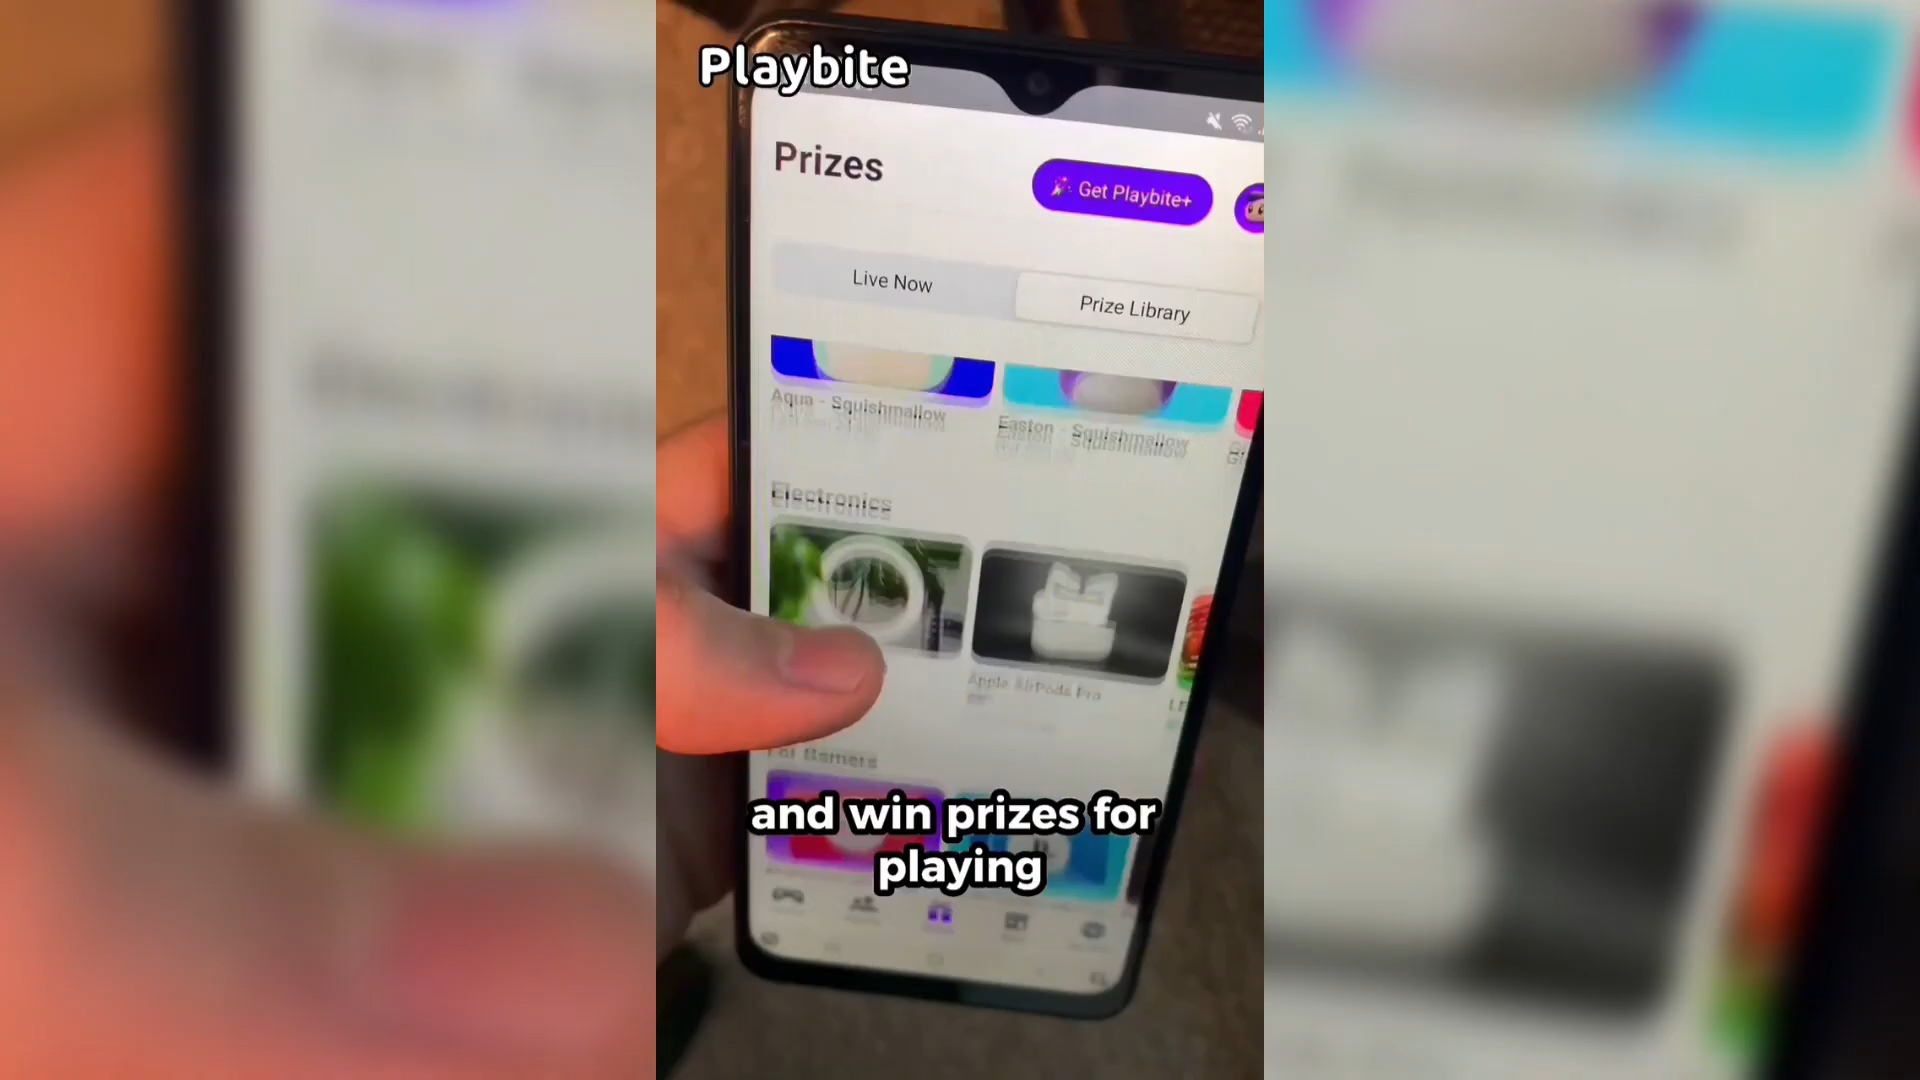 Playbite
Prizes
Get Playbite+
Live Now
Prize Library
Aqua - Squishmallow
Easton - Squishmallow
Electronics
Apple AirPods Pro
and win prizes for
playing